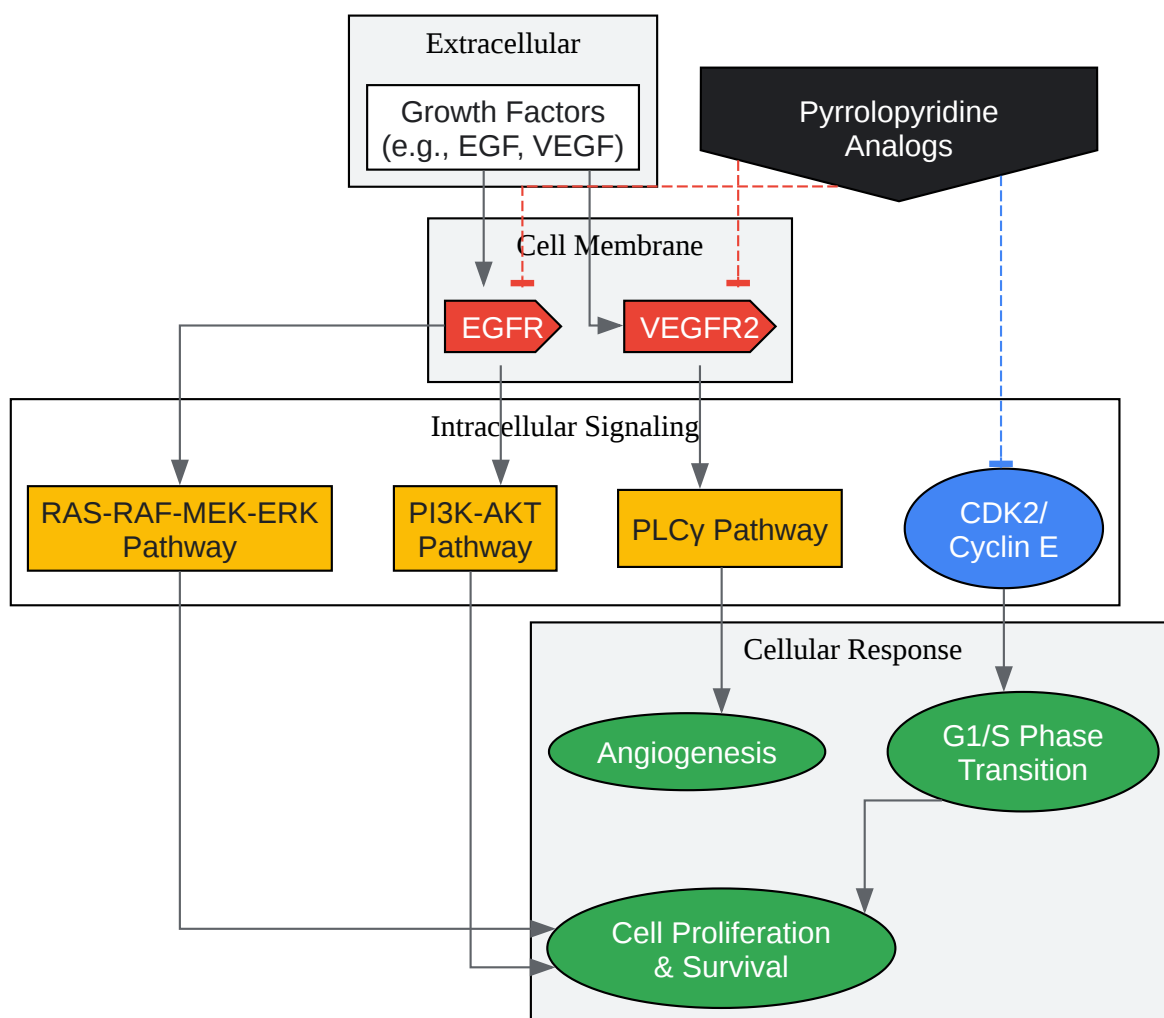 Extracellular
Growth Factors
(e.g., EGF, VEGF)
Pyrrolopyridine
Analogs
Cell Membrane
EGFR
VEGFR2
Intracellular Signaling
RAS-RAF-MEK-ERK
Pathway
PI3K-AKT
Pathway
PLCγ Pathway
CDK2/
Cyclin E
Cellular Response
Angiogenesis
G1/S Phase
Transition
Cell Proliferation
& Survival